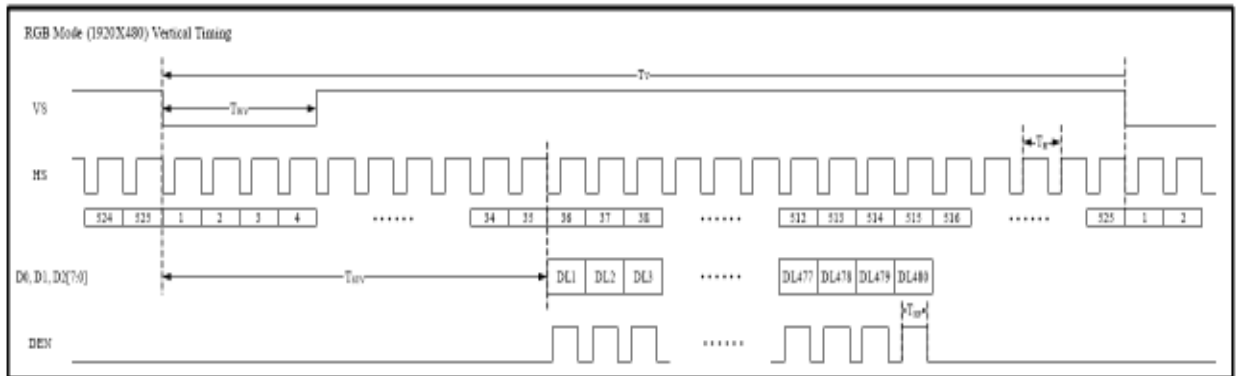 RGB Mode (1920X480) Vertical Timing
VS
HS
524 525 1 2 3 4 ······ 34 35 36 37 38 ······ 512 513 514 515 516 ······ 525 1 2
D0, D1, D2[7:0]
DL1 DL2 DL3 ······ DL477 DL478 DL479 DL480
DEN
······